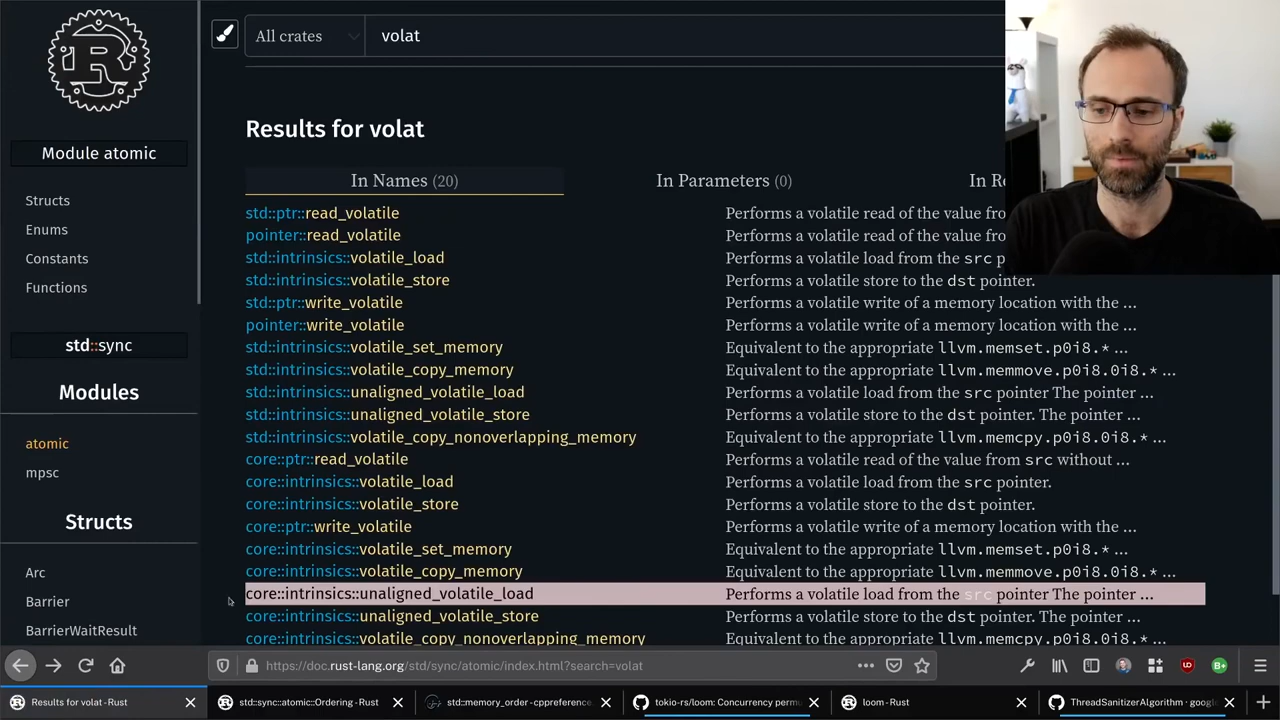 All crates
volat
Results for volat
In Names (20)
In Parameters (0)
In Re
std::ptr::read_volatile Performs a volatile read of the value fro
pointer::read_volatile Performs a volatile read of the value fro
std::intrinsics::volatile_load Performs a volatile load from the src p
std::intrinsics::volatile_store Performs a volatile store to the dst pointer.
std::ptr::write_volatile Performs a volatile write of a memory location with the ...
pointer::write_volatile Performs a volatile write of a memory location with the ...
std::intrinsics::volatile_set_memory Equivalent to the appropriate llvm.memset.p0i8.* ...
std::intrinsics::volatile_copy_memory Equivalent to the appropriate llvm.memmove.p0i8.0i8.* ...
std::intrinsics::unaligned_volatile_load Performs a volatile load from the src pointer The pointer ...
std::intrinsics::unaligned_volatile_store Performs a volatile store to the dst pointer. The pointer ...
std::intrinsics::volatile_copy_nonoverlapping_memory Equivalent to the appropriate llvm.memcpy.p0i8.0i8.* ...
core::ptr::read_volatile Performs a volatile read of the value from src without ...
core::intrinsics::volatile_load Performs a volatile load from the src pointer.
core::intrinsics::volatile_store Performs a volatile store to the dst pointer.
core::ptr::write_volatile Performs a volatile write of a memory location with the ...
core::intrinsics::volatile_set_memory Equivalent to the appropriate llvm.memset.p0i8.* ...
core::intrinsics::volatile_copy_memory Equivalent to the appropriate llvm.memmove.p0i8.0i8.* ...
core::intrinsics::unaligned_volatile_load Performs a volatile load from the src pointer The pointer ...
core::intrinsics::unaligned_volatile_store Performs a volatile store to the dst pointer. The pointer ...
core::intrinsics::volatile_copy_nonoverlapping_memory Equivalent to the appropriate llvm.memcpy.p0i8.0i8.* ...
R
Module atomic
Structs
Enums
Constants
Functions
std::sync
Modules
atomic
mpsc
Structs
Arc
Barrier
BarrierWaitResult
https://doc.rust-lang.org/std/sync/atomic/index.html?search=volat
Results for volat - Rust
std::sync::atomic::Ordering - Rust
std::memory_order - cppreference.
tokio-rs/loom: Concurrency perm
loom - Rust
ThreadSanitizerAlgorithm · google